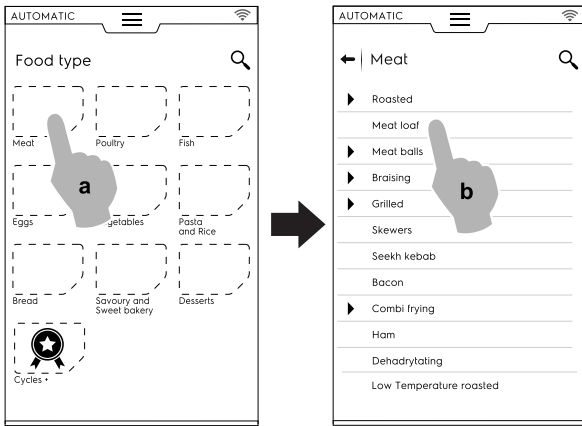 AUTOMATIC
Food type
Meat
Poultry
Fish
a
Eggs
getables
Pasta
and Rice
Bread
Savoury and
Sweet bakery
Desserts
Cycles +
AUTOMATIC
Meat
Roasted
Meat loaf
Meat balls
Braising
b
Grilled
Skewers
Seekh kebab
Bacon
Combi frying
Ham
Dehadrytating
Low Temperature roasted